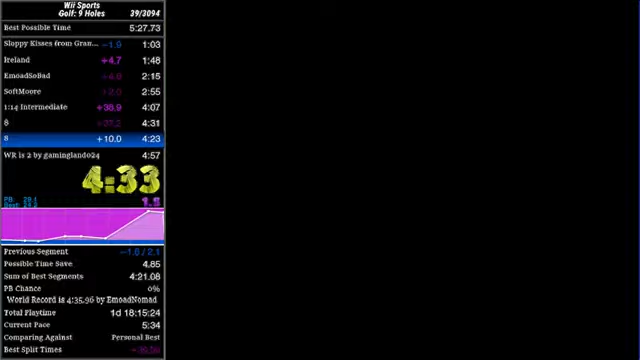 Wii Sports
Golf: 9 Holes 39/3094
Best Possible Time 5:27.73
Sloppy Kisses from Gran... −1.9 1:03
Ireland +4.7 1:48
EmoadSoBad +4.0 2:15
SoftMoore +2.0 2:55
1:14 Intermediate +38.9 4:07
8 +37.2 4:31
8 +10.0 4:23
WR is 2 by gamingland024 4:57
4:33
1.5
Previous Segment −1.6 / 2.1
Possible Time Save 4.85
Sum of Best Segments 4:21.08
PB Chance 0%
World Record is 4:35.96 by EmoadNomad
Total Playtime 1d 18:15:24
Current Pace 5:34
Comparing Against Personal Best
Best Split Times